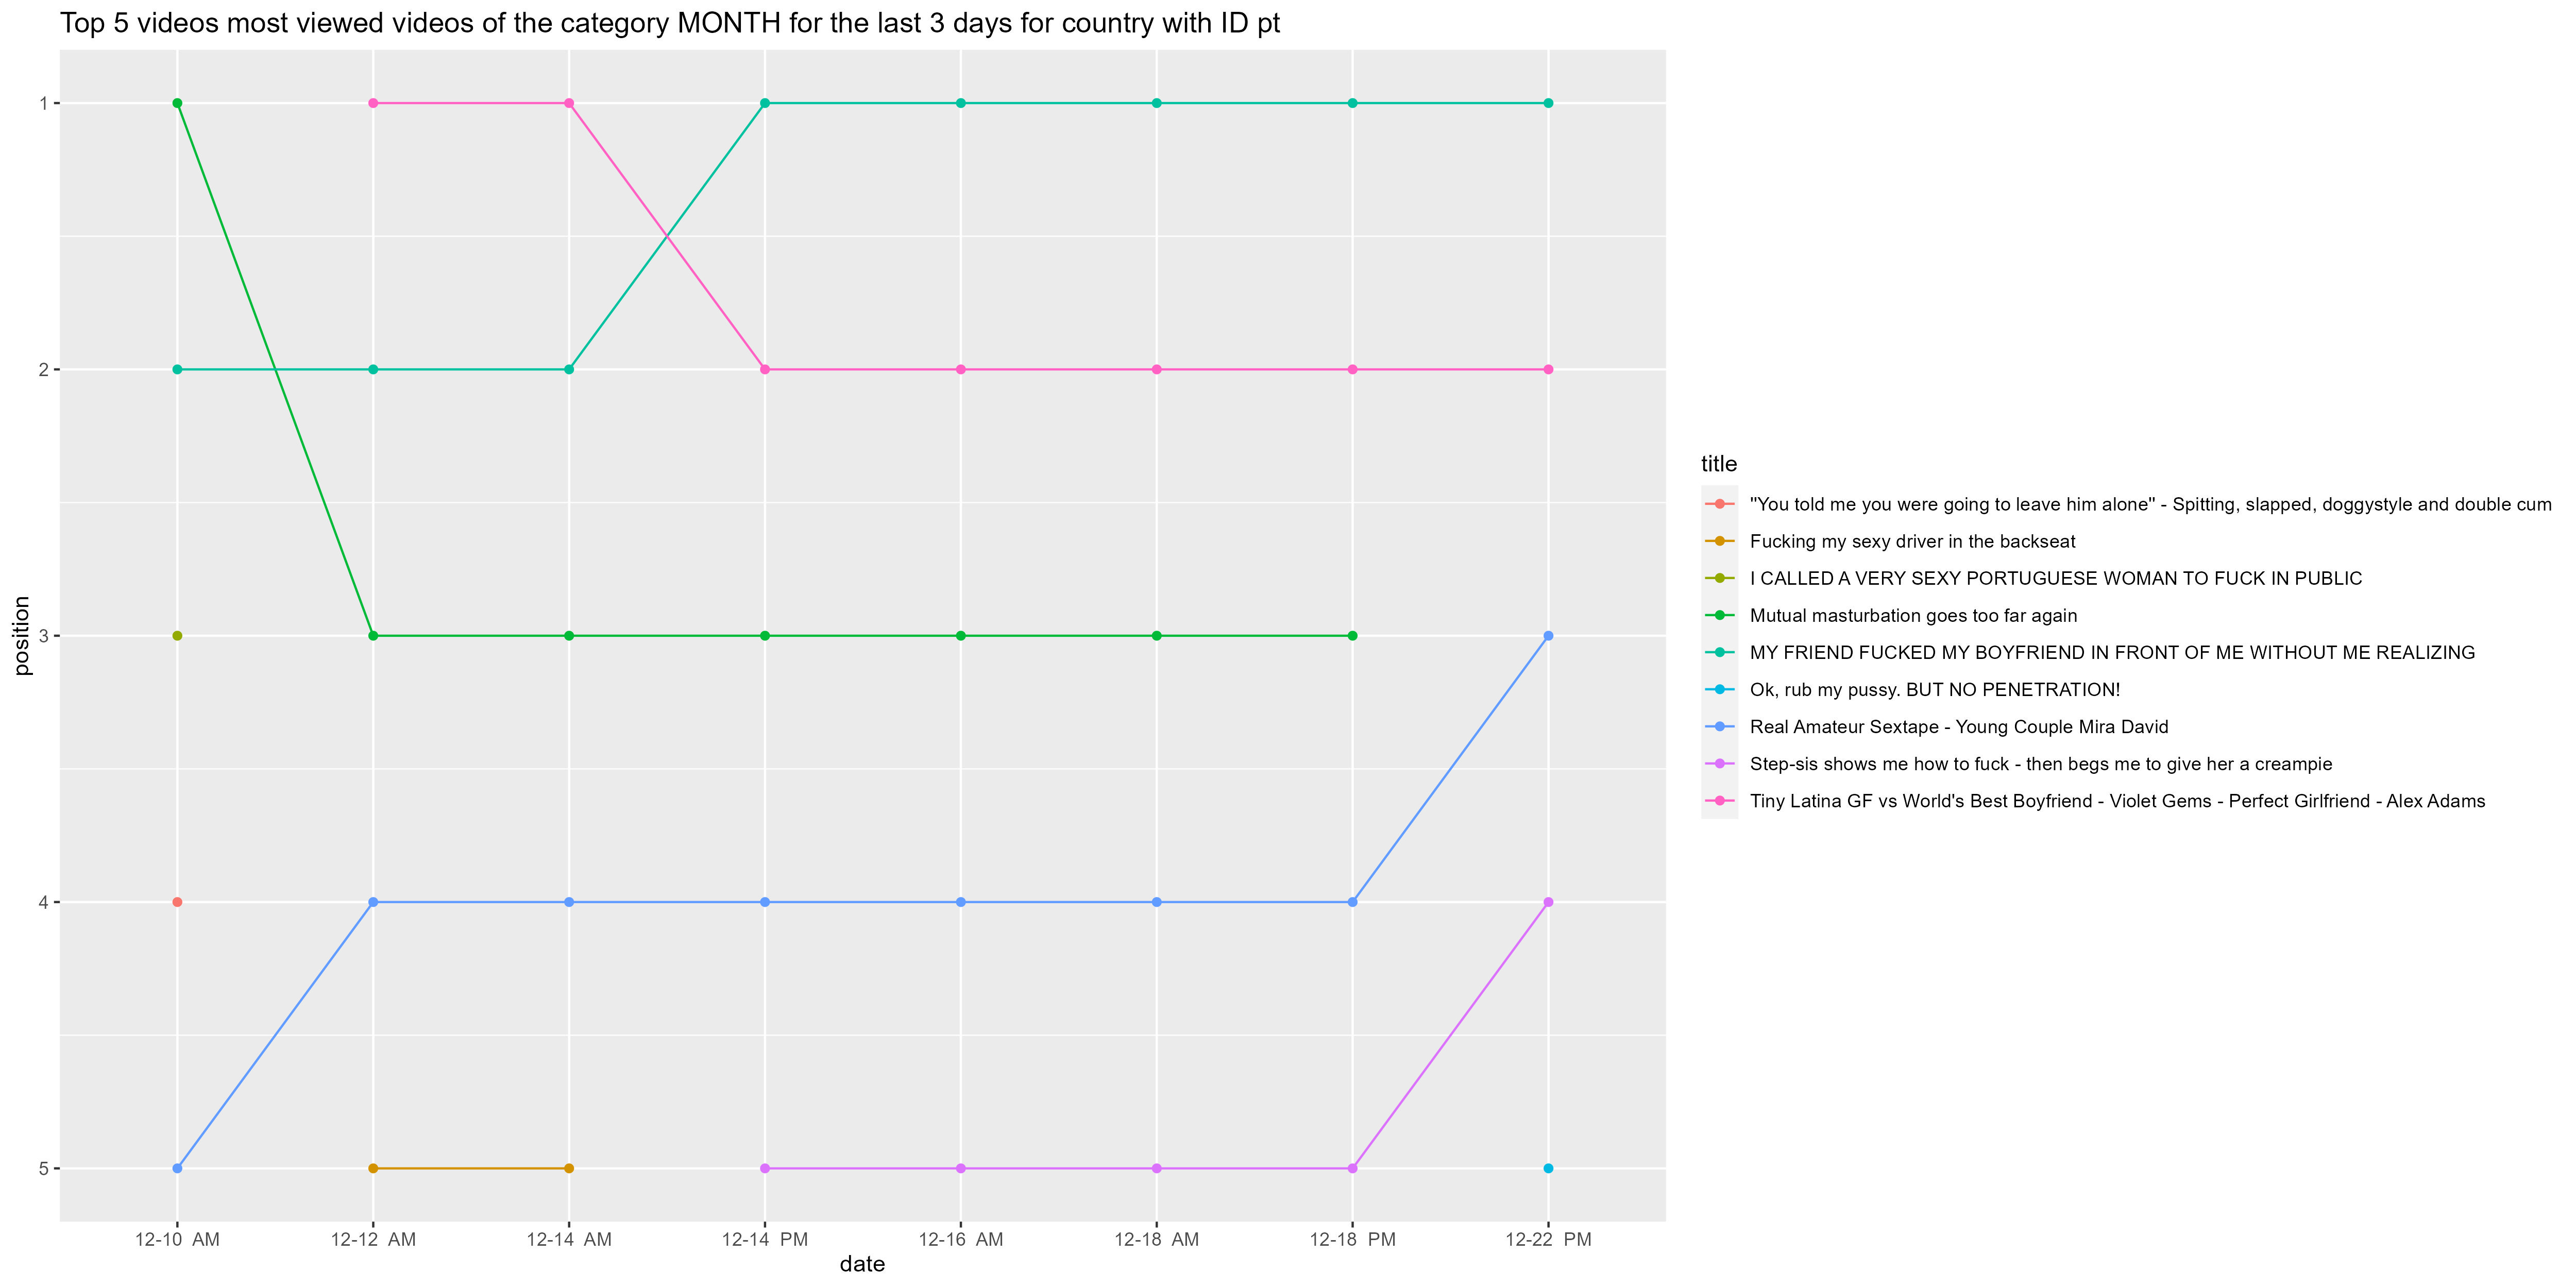 Top 5 videos most viewed videos of the category MONTH for the last 3 days for country with ID pt
position
1
2
3
4
5
12-10 AM
12-12 AM
12-14 AM
12-14 PM
12-16 AM
12-18 AM
12-18 PM
12-22 PM
date
title
"You told me you were going to leave him alone" - Spitting, slapped, doggystyle and double cum
Fucking my sexy driver in the backseat
I CALLED A VERY SEXY PORTUGUESE WOMAN TO FUCK IN PUBLIC
Mutual masturbation goes too far again
MY FRIEND FUCKED MY BOYFRIEND IN FRONT OF ME WITHOUT ME REALIZING
Ok, rub my pussy. BUT NO PENETRATION!
Real Amateur Sextape - Young Couple Mira David
Step-sis shows me how to fuck - then begs me to give her a creampie
Tiny Latina GF vs World's Best Boyfriend - Violet Gems - Perfect Girlfriend - Alex Adams